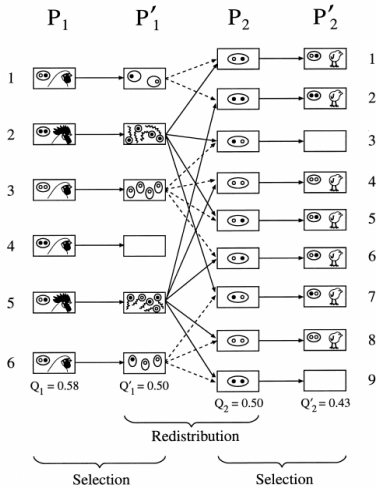 P1 P′1 P2 P′2
1 1
2 2
3 3
4 4
5 5
6 6
7
8
9
Q1 = 0.58 Q′1 = 0.50 Q2 = 0.50 Q′2 = 0.43
Redistribution
Selection Selection